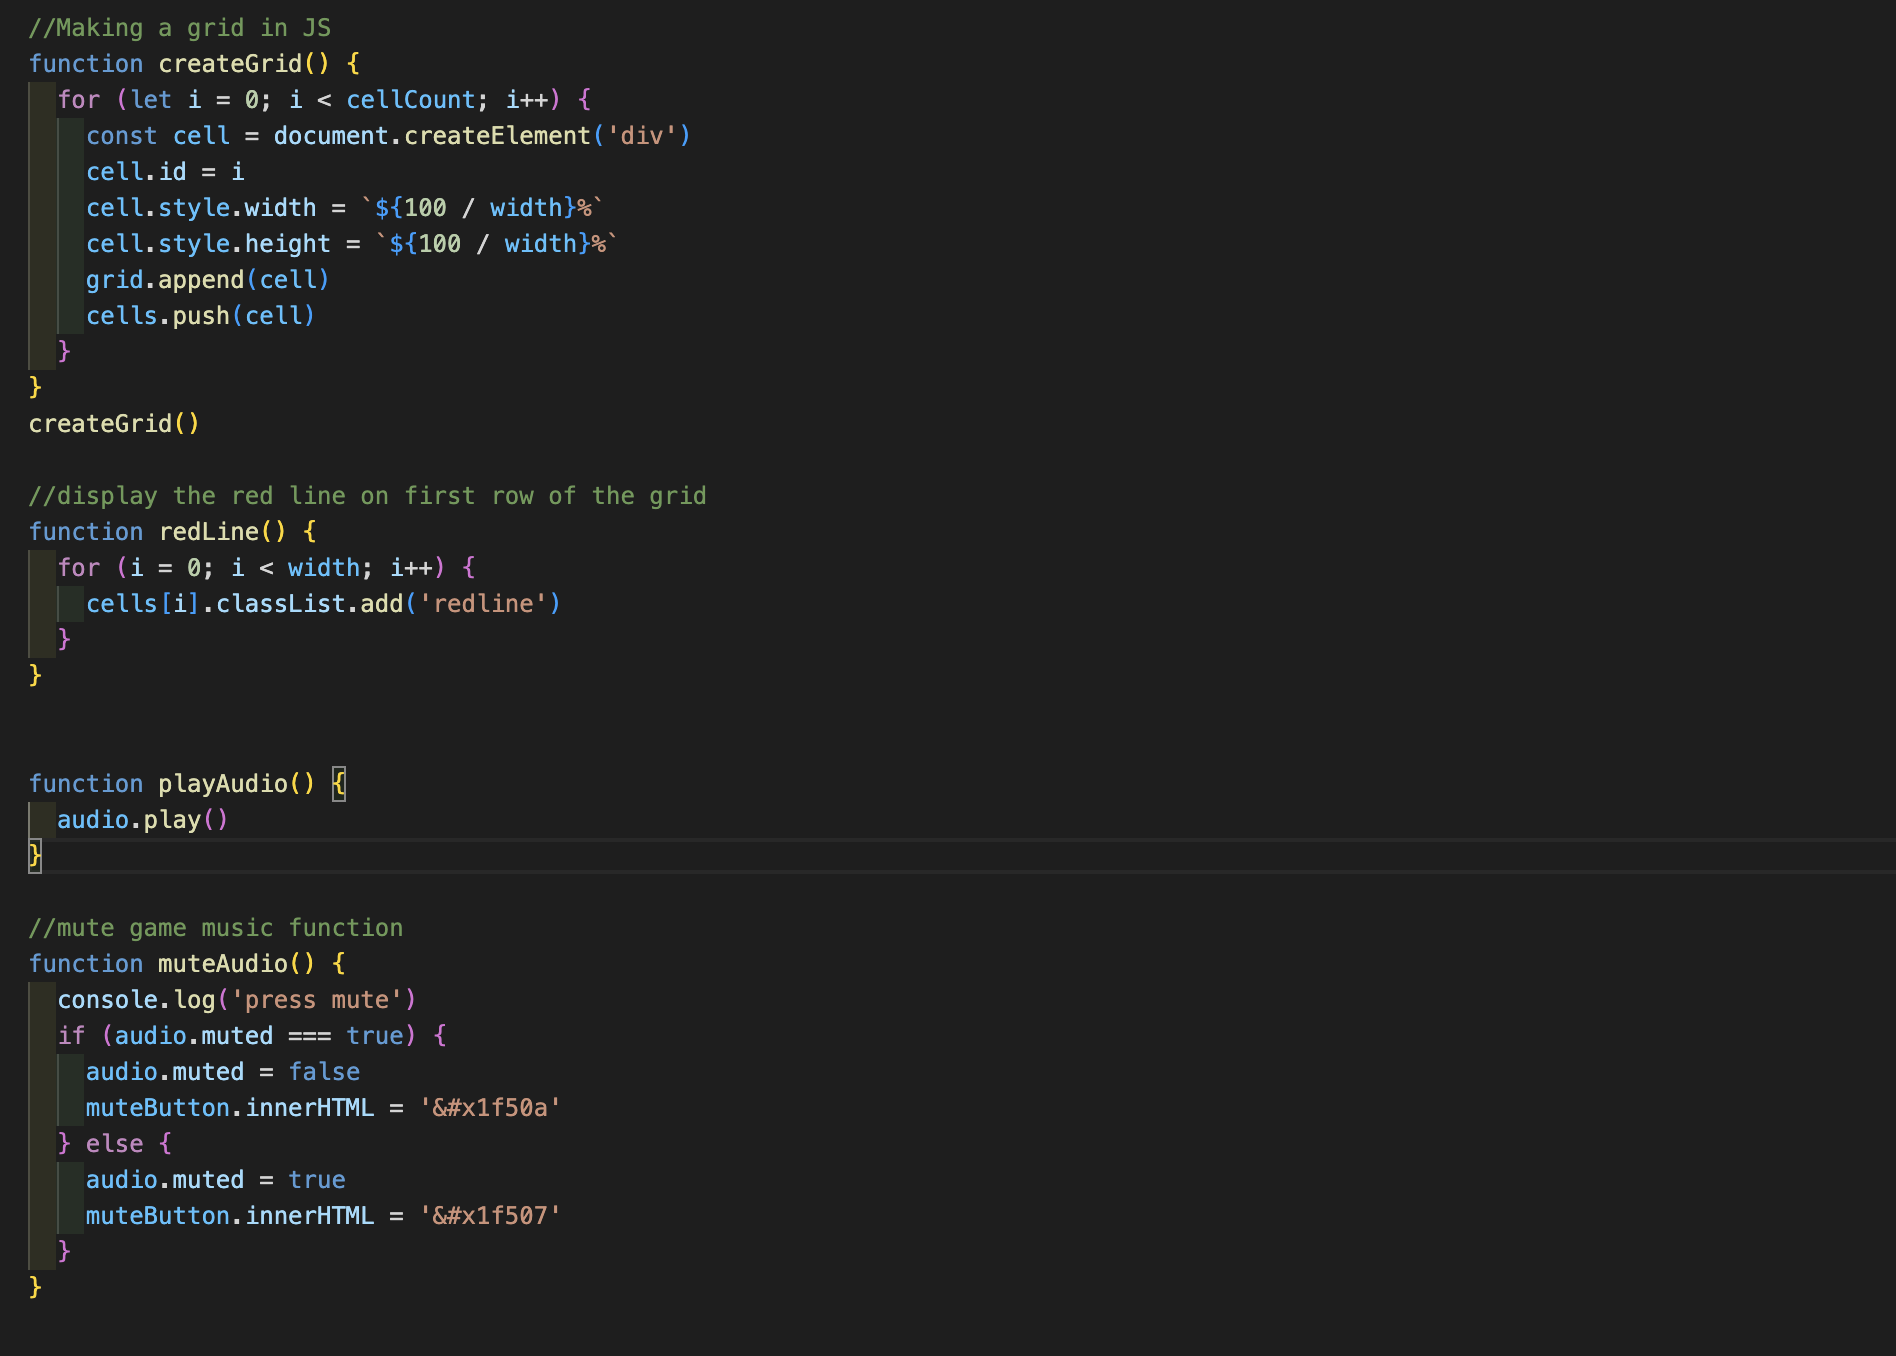 //Making a grid in JS
function createGrid() {
  for (let i = 0; i < cellCount; i++) {
    const cell = document.createElement('div')
    cell.id = i
    cell.style.width = `${100 / width}%`
    cell.style.height = `${100 / width}%`
    grid.append(cell)
    cells.push(cell)
  }
}
createGrid()

//display the red line on first row of the grid
function redLine() {
  for (i = 0; i < width; i++) {
    cells[i].classList.add('redline')
  }
}

function playAudio() {
  audio.play()
}

//mute game music function
function muteAudio() {
  console.log('press mute')
  if (audio.muted === true) {
    audio.muted = false
    muteButton.innerHTML = '&#x1f50a'
  } else {
    audio.muted = true
    muteButton.innerHTML = '&#x1f507'
  }
}